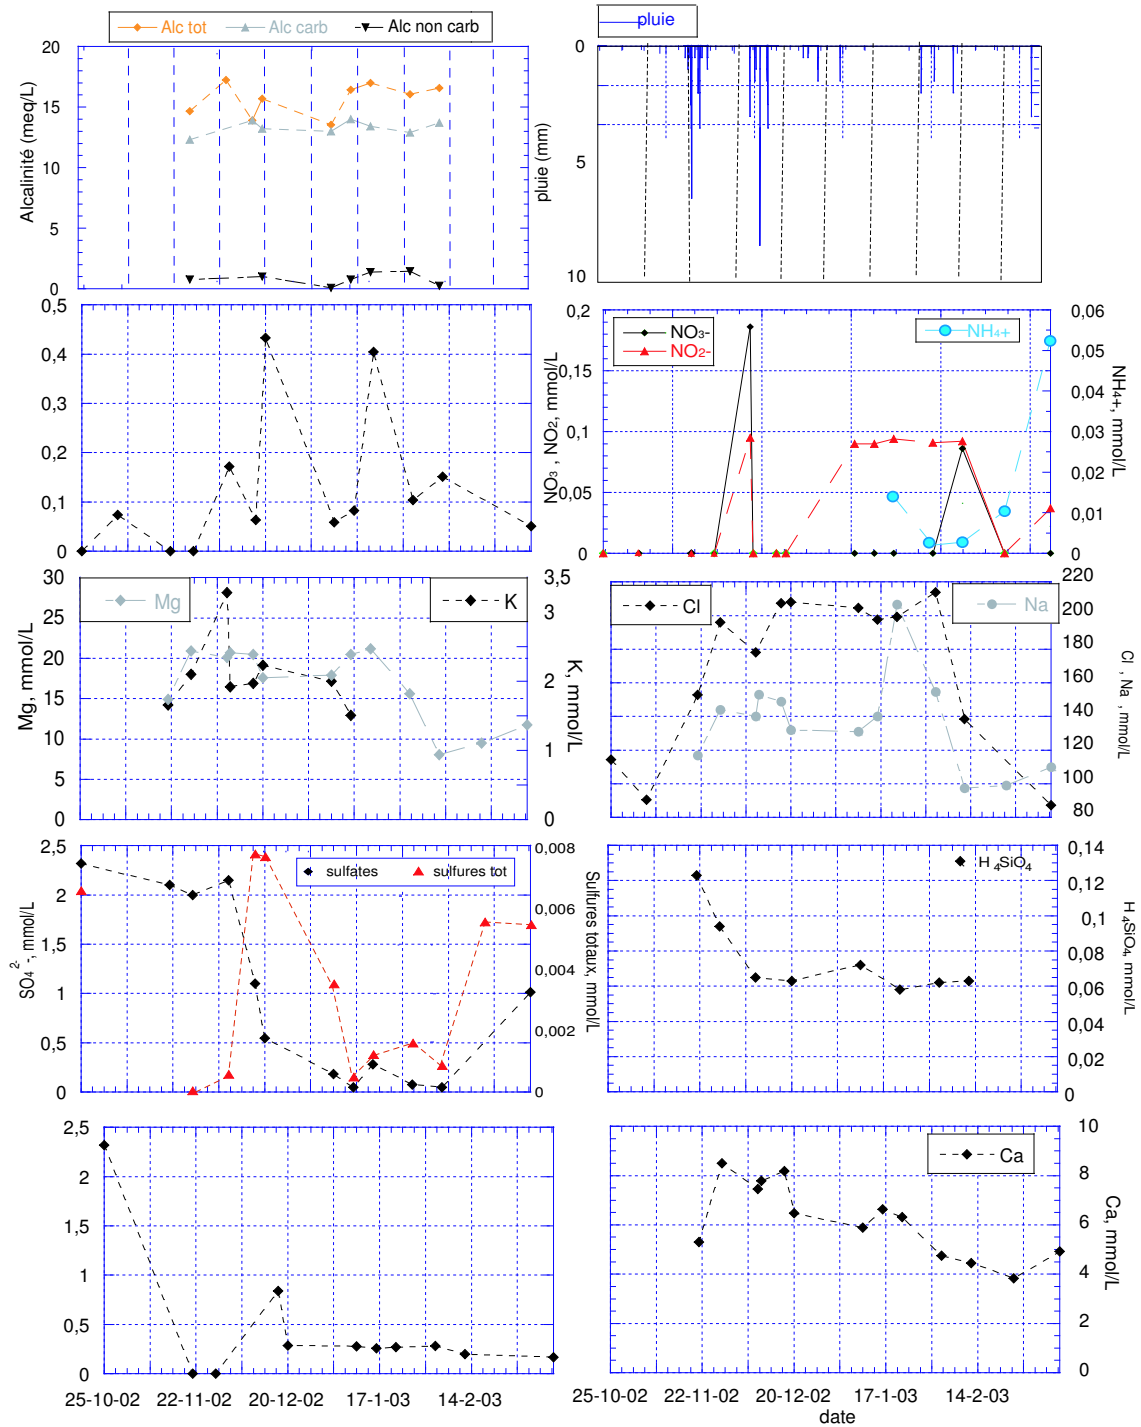 Alc tot Alc carb Alc non carb
pluie
20
15
10
5
0
Alcalinité (meq/L)
0
5
10
pluie (mm)
0,5
0,4
0,3
0,2
0,1
0
NO₃-
NO₂-
NH₄+
0,2
0,15
0,1
0,05
0
NO₃ , NO₂, mmol/L
0,06
0,05
0,04
0,03
0,02
0,01
0
NH₄+, mmol/L
Mg
K
30
25
20
15
10
5
0
Mg, mmol/L
3,5
3
2
1
0
K, mmol/L
Cl
Na
220
200
180
160
140
120
100
80
Cl , Na , mmol/L
sulfates sulfures tot
2,5
2
1,5
1
0,5
0
SO₄²⁻, mmol/L
0,008
0,006
0,004
0,002
0
Sulfures totaux, mmol/L
H₄SiO₄
0,14
0,12
0,1
0,08
0,06
0,04
0,02
0
H₄SiO₄, mmol/L
2,5
2
1,5
1
0,5
0
25-10-02 22-11-02 20-12-02 17-1-03 14-2-03
Ca
10
8
6
4
2
0
Ca, mmol/L
25-10-02 22-11-02 20-12-02 17-1-03 14-2-03
date